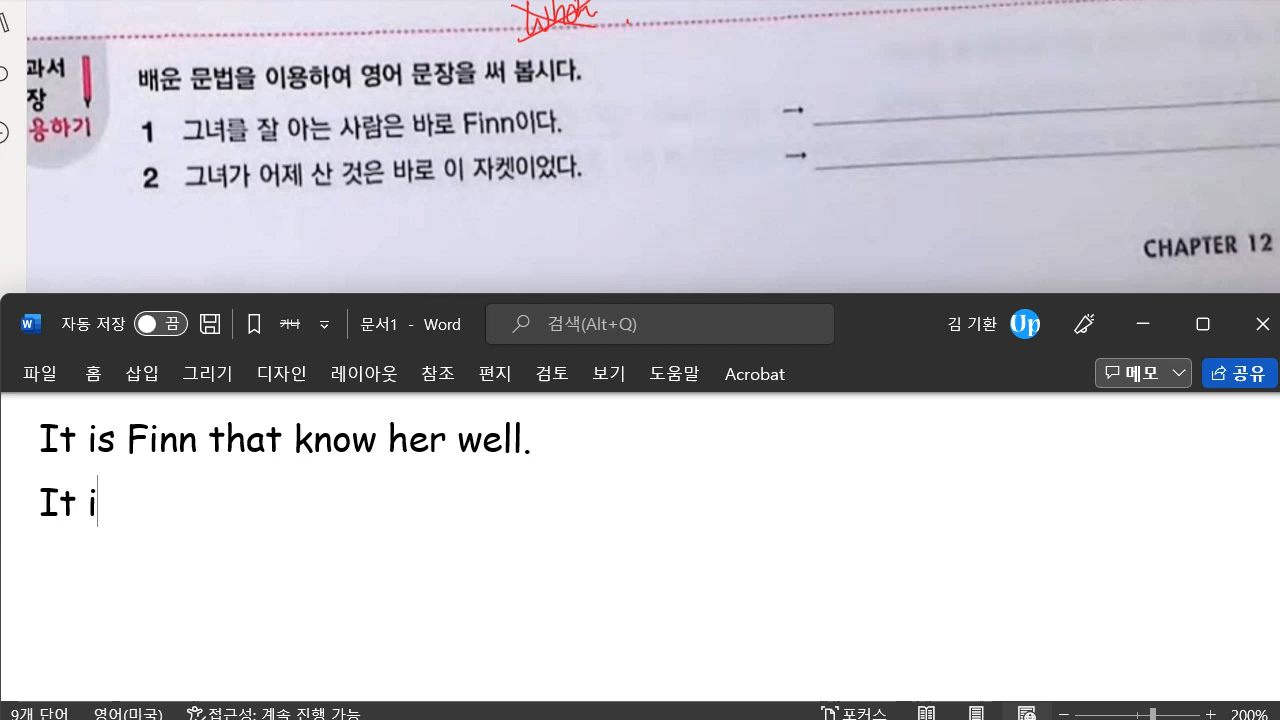 과서
장
용하기
배운 문법을 이용하여 영어 문장을 써 봅시다.
1 그녀를 잘 아는 사람은 바로 Finn이다. →
2 그녀가 어제 산 것은 바로 이 자켓이었다. →
CHAPTER 12
자동 저장 끔 커나 문서1 - Word 검색(Alt+Q) 김 기환 Up
파일 홈 삽입 그리기 디자인 레이아웃 참조 편지 검토 보기 도움말 Acrobat 메모 공유
It is Finn that know her well.
It i
9개 단어 영어(미국) 접근성: 계속 진행 가능 포커스 200%